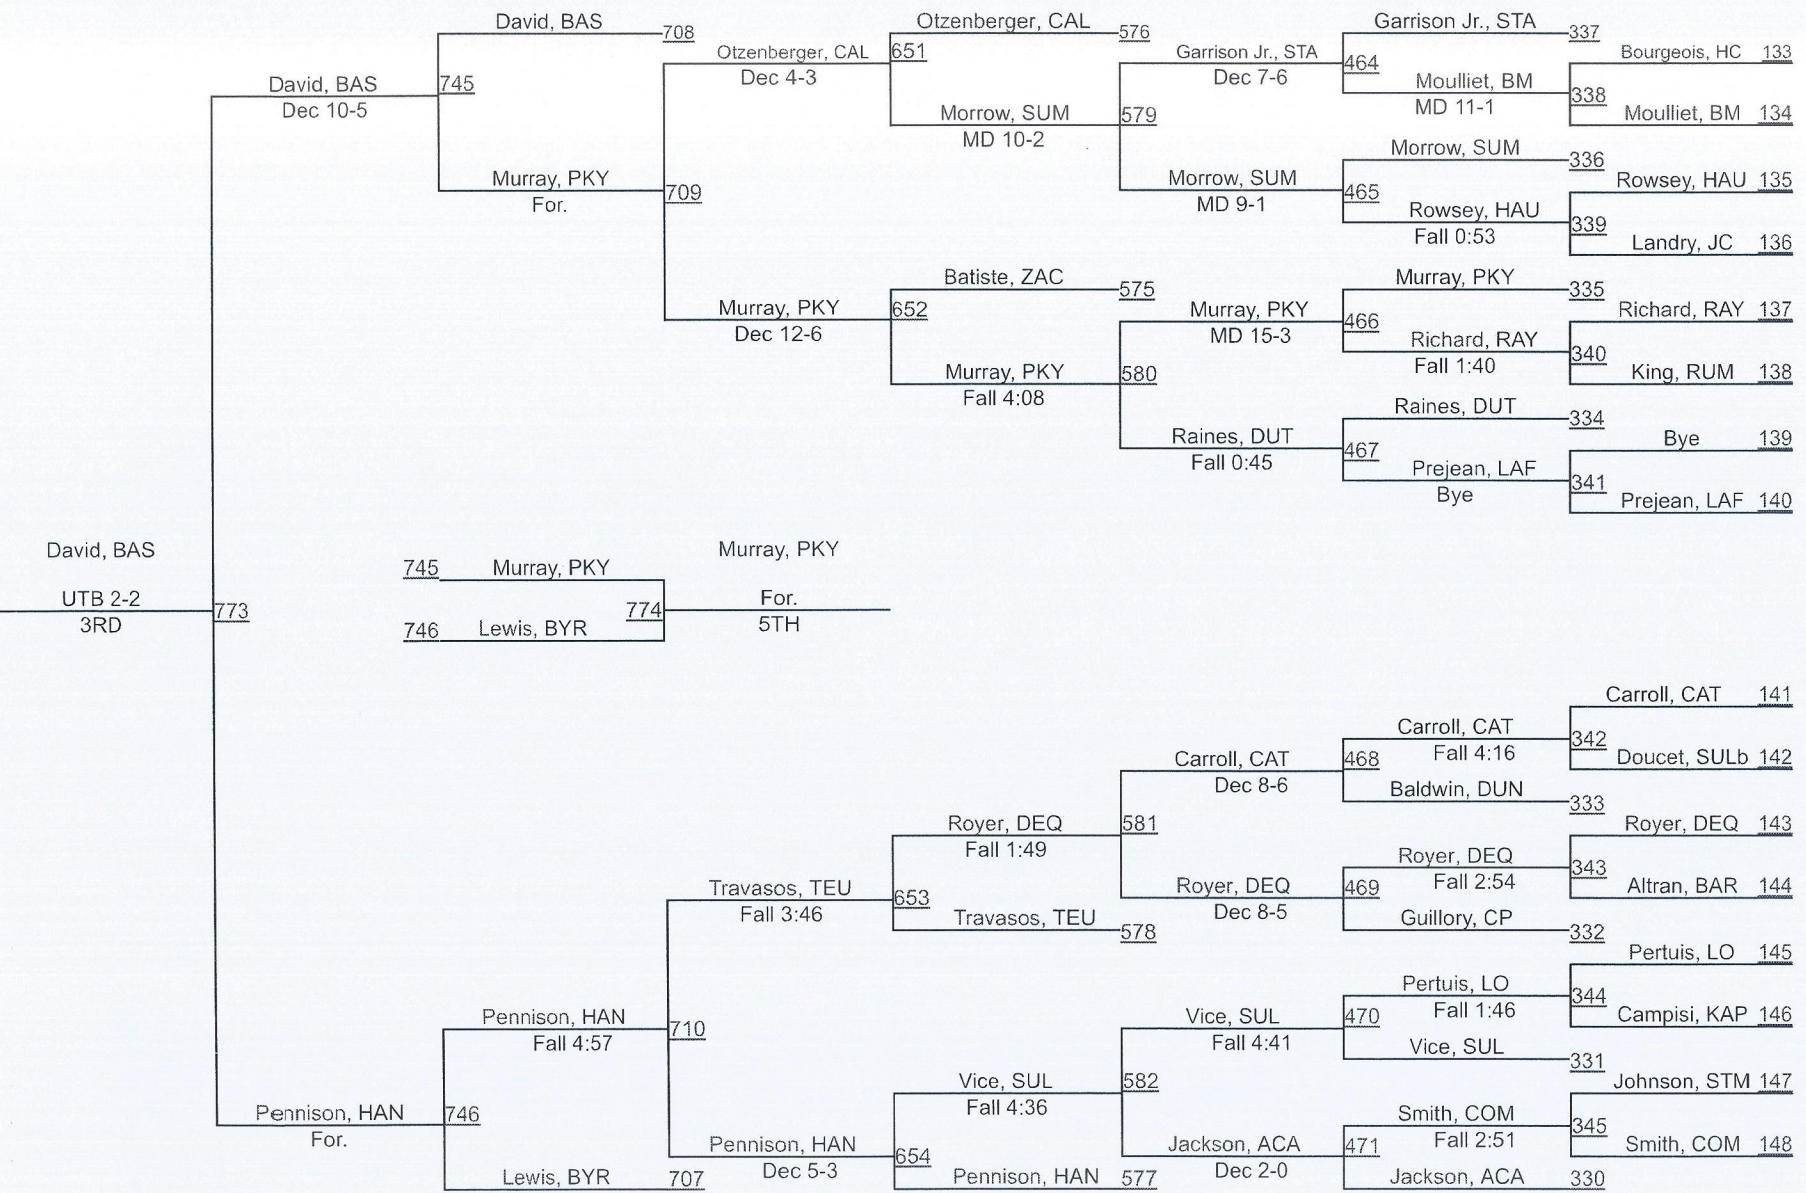 David, BAS 708
Otzenberger, CAL 576
Garrison Jr., STA 337
Otzenberger, CAL 651
Garrison Jr., STA 464
Bourgeois, HC 133
Dec 4-3
Dec 7-6
David, BAS 745
Moulliet, BM 338
Dec 10-5
MD 11-1
Morrow, SUM 579
Moulliet, BM 134
MD 10-2
Morrow, SUM 336
Murray, PKY 709
Morrow, SUM 465
Rowsey, HAU 135
For.
MD 9-1
Rowsey, HAU 339
Fall 0:53
Landry, JC 136
Batiste, ZAC 575
Murray, PKY 335
Murray, PKY 652
Murray, PKY 466
Richard, RAY 137
Dec 12-6
MD 15-3
Richard, RAY 340
Fall 1:40
Murray, PKY 580
King, RUM 138
Fall 4:08
Raines, DUT 334
Raines, DUT 467
Bye 139
Fall 0:45
Prejean, LAF 341
Bye
Prejean, LAF 140
David, BAS
Murray, PKY
745 Murray, PKY
UTB 2-2 773
774 For.
3RD
746 Lewis, BYR
5TH
Carroll, CAT 141
Carroll, CAT 342
Fall 4:16
Carroll, CAT 468
Doucet, SULb 142
Dec 8-6
Baldwin, DUN 333
Royer, DEQ 581
Royer, DEQ 143
Fall 1:49
Royer, DEQ 343
Fall 2:54
Travasos, TEU 653
Royer, DEQ 469
Altran, BAR 144
Fall 3:46
Dec 8-5
Travasos, TEU 578
Guillory, CP 332
Pertuis, LO 145
Pertuis, LO 344
Fall 1:46
Pennison, HAN 710
Vice, SUL 470
Campisi, KAP 146
Fall 4:57
Fall 4:41
Vice, SUL 331
Vice, SUL 582
Johnson, STM 147
Fall 4:36
Pennison, HAN 746
Smith, COM 345
For.
Fall 2:51
Pennison, HAN 654
Jackson, ACA 471
Smith, COM 148
Dec 5-3
Dec 2-0
Lewis, BYR 707
Pennison, HAN 577
Jackson, ACA 330